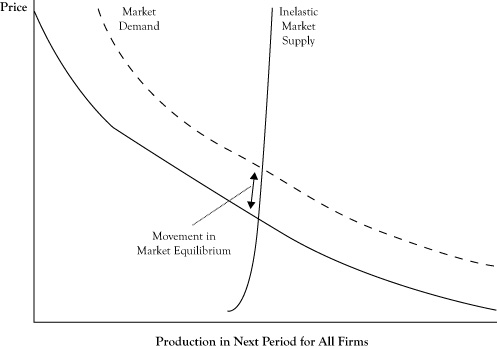 Price
Market
Demand
Inelastic
Market
Supply
Movement in
Market Equilibrium
Production in Next Period for All Firms